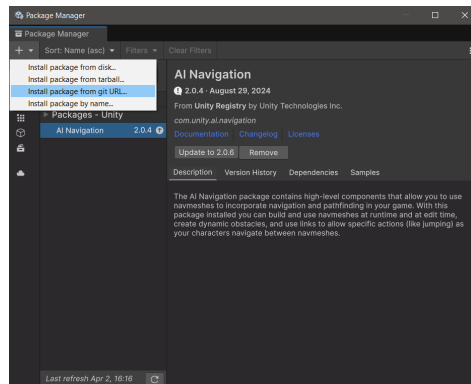 Package Manager
Package Manager
+ Sort: Name (asc) Filters Clear Filters
Install package from disk...
Install package from tarball...
Install package from git URL...
Install package by name...
Packages - Unity
AI Navigation 2.0.4
AI Navigation
2.0.4 · August 29, 2024
From Unity Registry by Unity Technologies Inc.
com.unity.ai.navigation
Documentation Changelog Licenses
Update to 2.0.6 Remove
Description Version History Dependencies Samples
The AI Navigation package contains high-level components that allow you to use
navmeshes to incorporate navigation and pathfinding in your game. With this
package installed you can build and use navmeshes at runtime and at edit time,
create dynamic obstacles, and use links to allow specific actions (like jumping) as
your characters navigate between navmeshes.
Last refresh Apr 2, 16:16